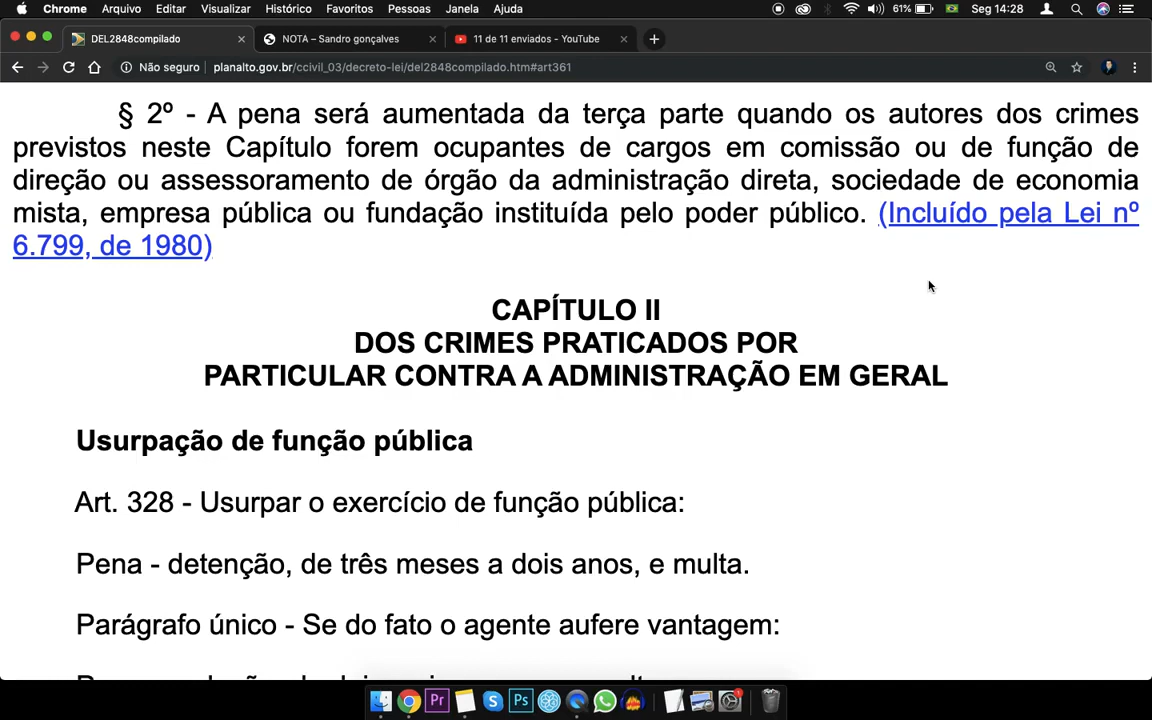 Chrome Arquivo Editar Visualizar Histórico Favoritos Pessoas Janela Ajuda 61% Seg 14:28
DEL2848compilado NOTA – Sandro gonçalves 11 de 11 enviados - YouTube
Não seguro planalto.gov.br/ccivil_03/decreto-lei/del2848compilado.htm#art361
§ 2º - A pena será aumentada da terça parte quando os autores dos crimes
previstos neste Capítulo forem ocupantes de cargos em comissão ou de função de
direção ou assessoramento de órgão da administração direta, sociedade de economia
mista, empresa pública ou fundação instituída pelo poder público. (Incluído pela Lei nº
6.799, de 1980)
CAPÍTULO II
DOS CRIMES PRATICADOS POR
PARTICULAR CONTRA A ADMINISTRAÇÃO EM GERAL
Usurpação de função pública
Art. 328 - Usurpar o exercício de função pública:
Pena - detenção, de três meses a dois anos, e multa.
Parágrafo único - Se do fato o agente aufere vantagem:
Pr Ps